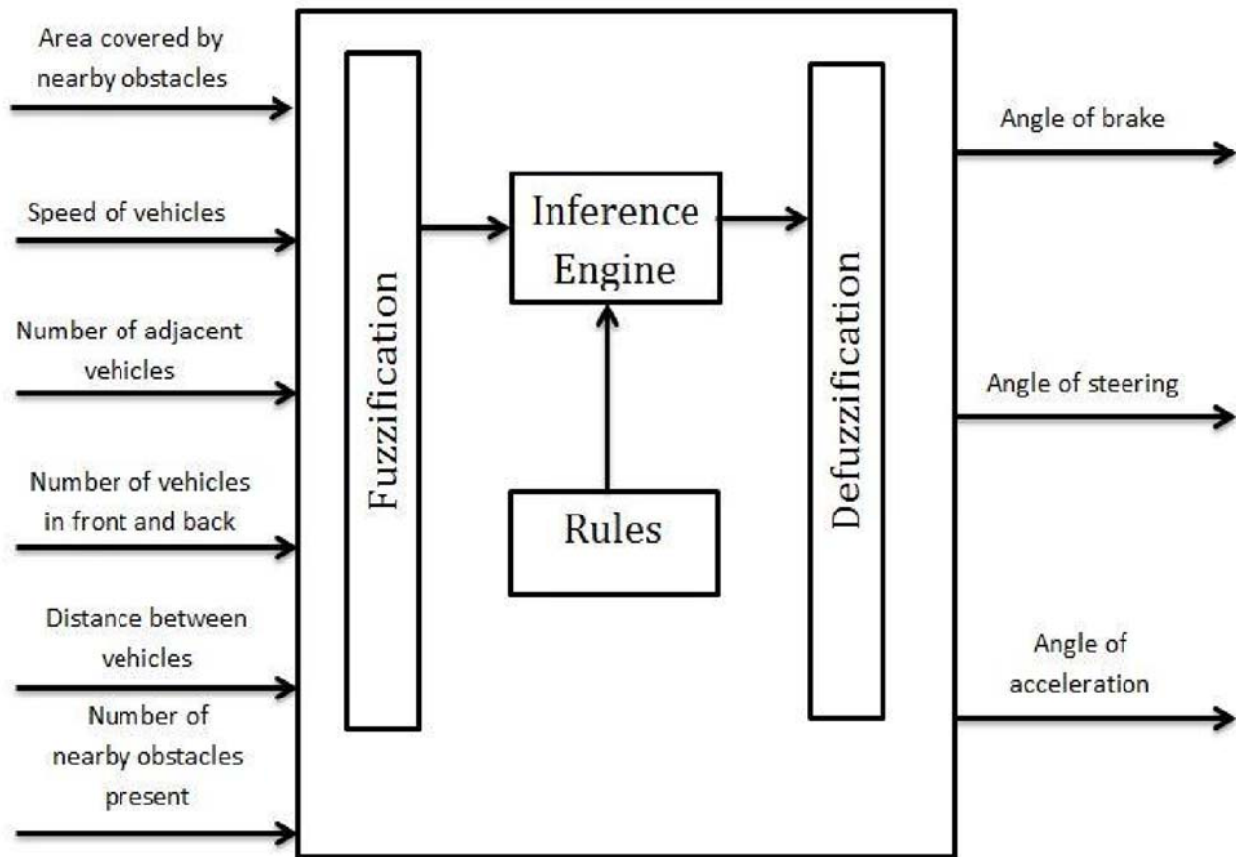 Area covered by
nearby obstacles
Speed of vehicles
Number of adjacent
vehicles
Number of vehicles
in front and back
Distance between
vehicles
Number of
nearby obstacles
present
Fuzzification
Inference
Engine
Rules
Defuzzification
Angle of brake
Angle of steering
Angle of
acceleration